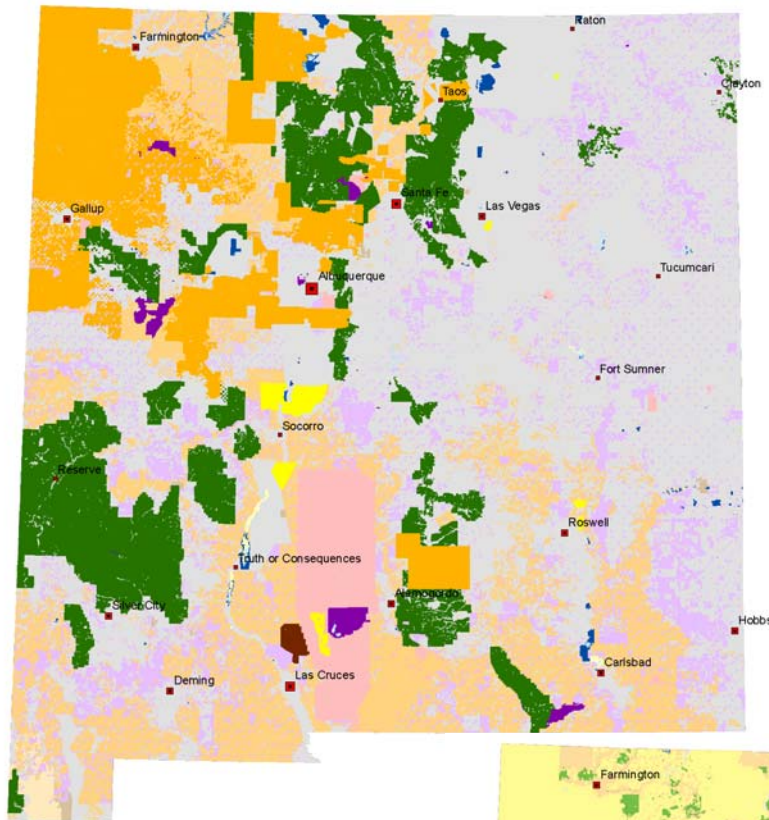 Raton
Farmington
Clayton
Taos
Santa Fe
Gallup
Las Vegas
Tucumcari
Albuquerque
Fort Sumner
Socorro
Reserve
Roswell
Truth or Consequences
Alamogordo
Silver City
Hobbs
Carlsbad
Las Cruces
Deming
Farmington